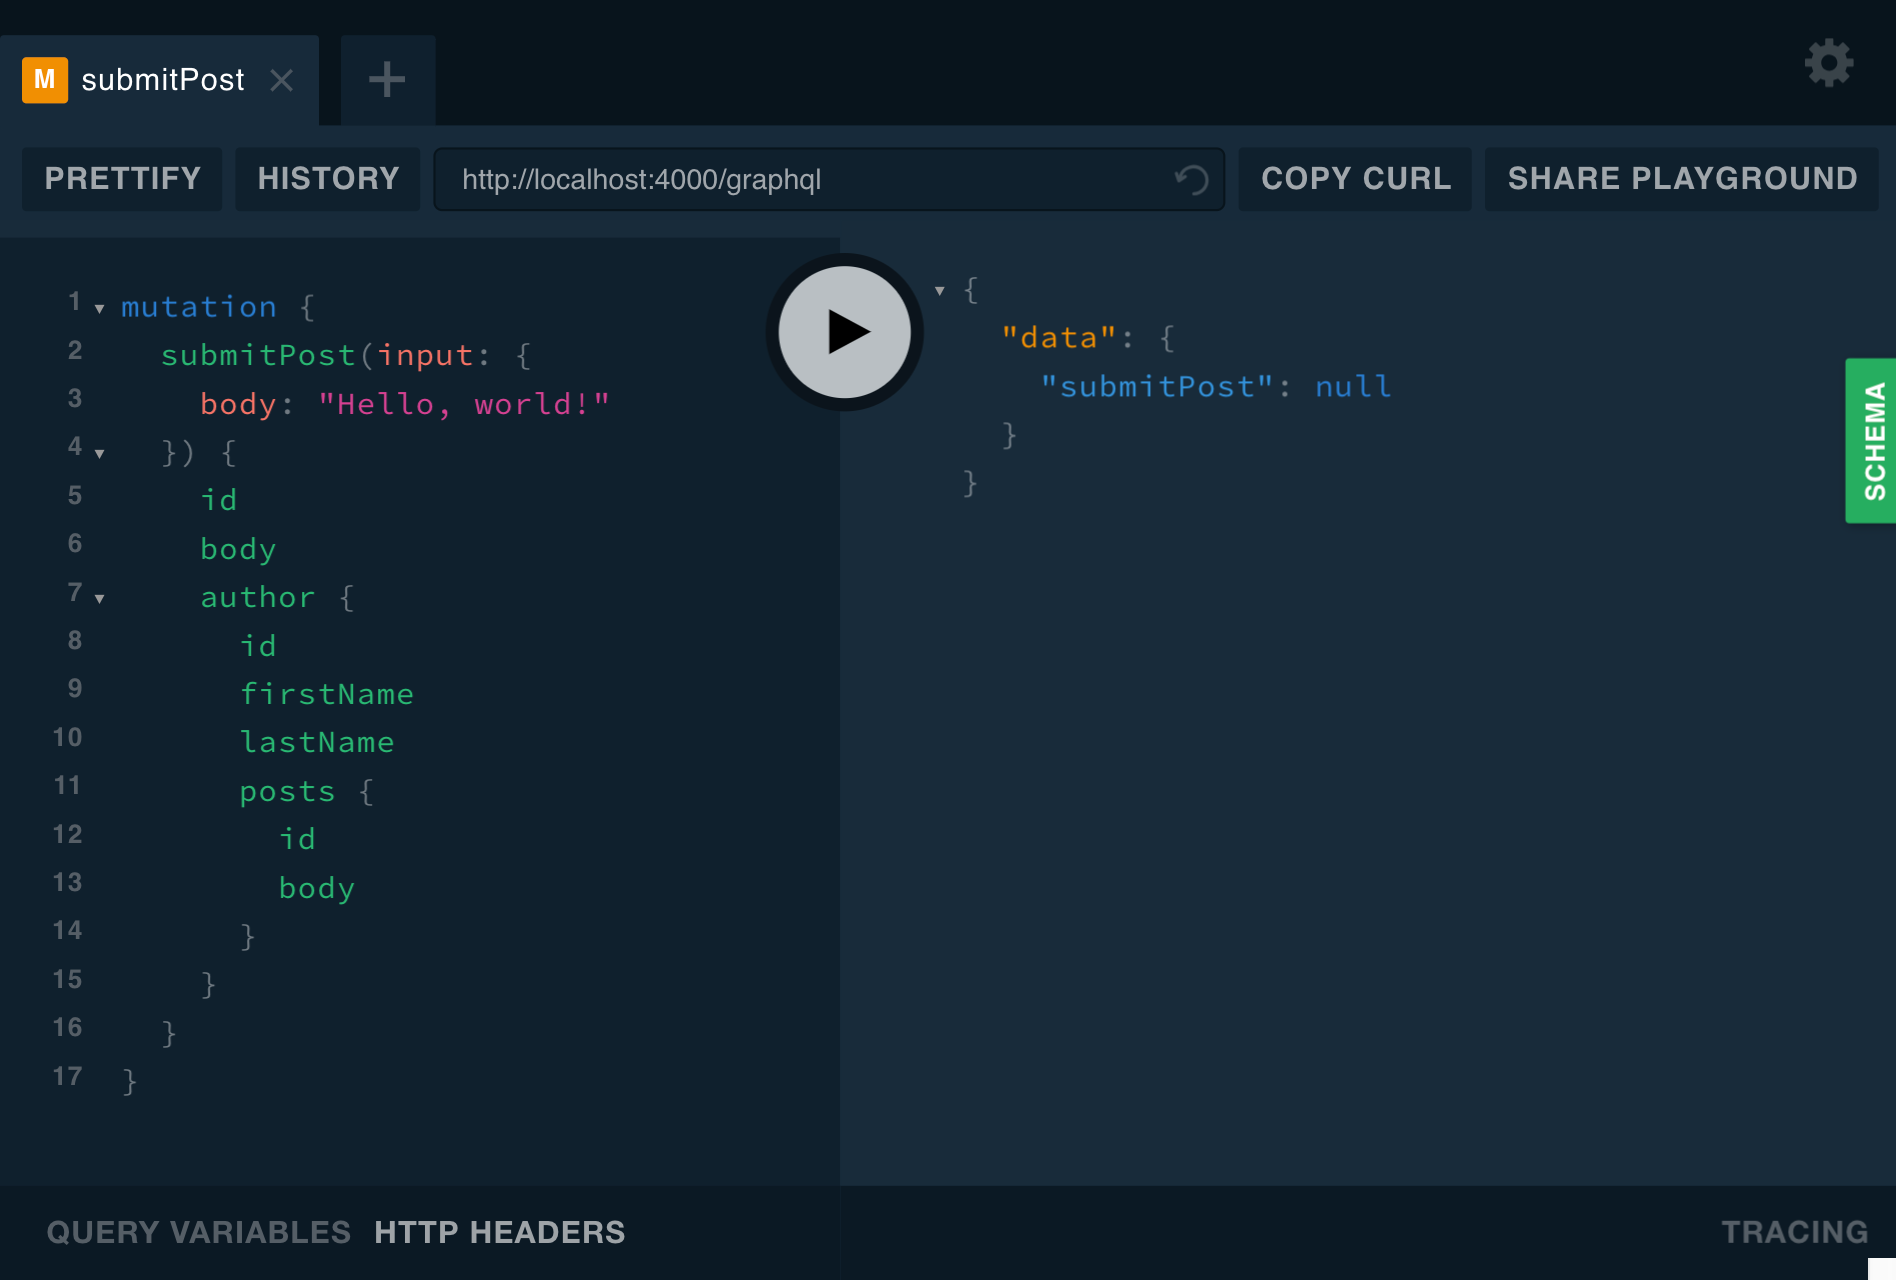 M submitPost
PRETTIFY HISTORY http://localhost:4000/graphql COPY CURL SHARE PLAYGROUND
1 mutation {
2 submitPost(input: {
3 body: "Hello, world!"
4 }) {
5 id
6 body
7 author {
8 id
9 firstName
10 lastName
11 posts {
12 id
13 body
14 }
15 }
16 }
17 }
{
"data": {
"submitPost": null
}
}
SCHEMA
QUERY VARIABLES HTTP HEADERS
TRACING